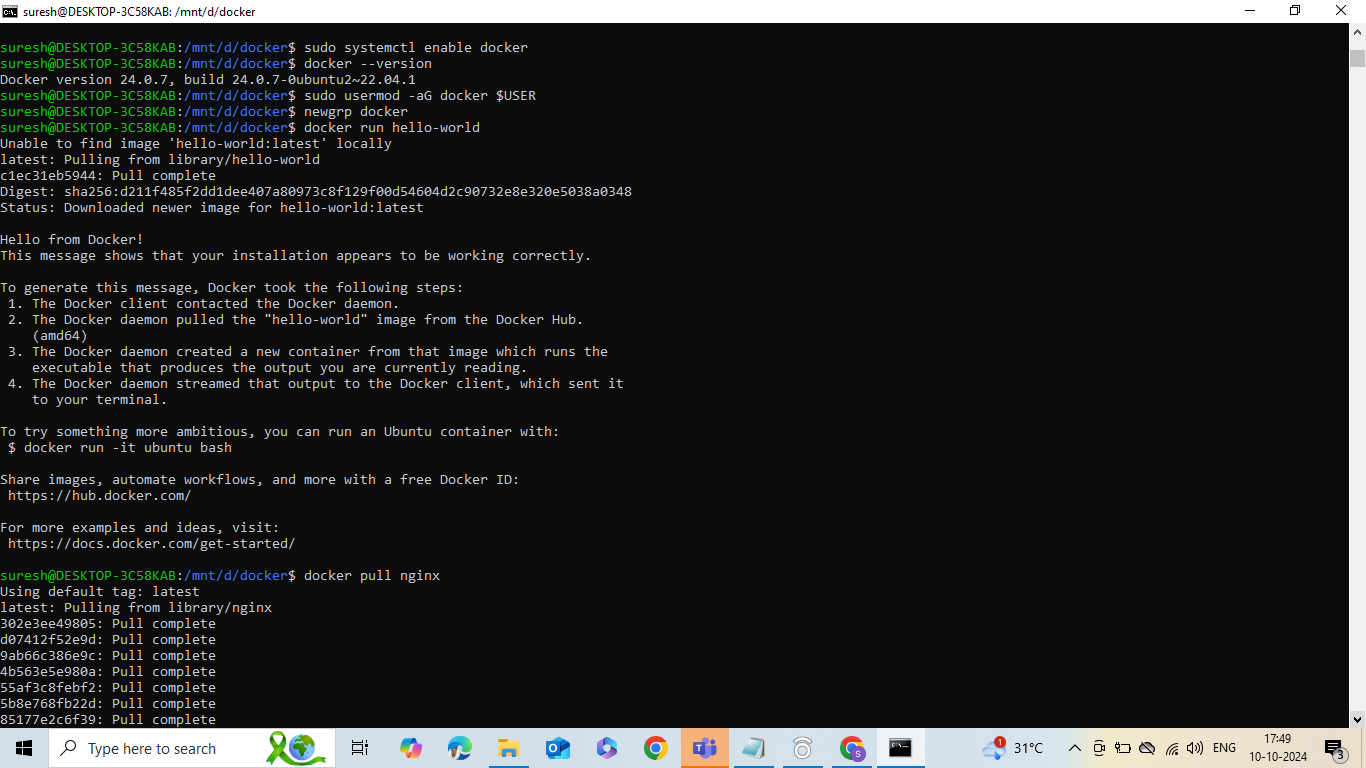 suresh@DESKTOP-3C58KAB: /mnt/d/docker
suresh@DESKTOP-3C58KAB:/mnt/d/docker$ sudo systemctl enable docker
suresh@DESKTOP-3C58KAB:/mnt/d/docker$ docker --version
Docker version 24.0.7, build 24.0.7-0ubuntu2~22.04.1
suresh@DESKTOP-3C58KAB:/mnt/d/docker$ sudo usermod -aG docker $USER
suresh@DESKTOP-3C58KAB:/mnt/d/docker$ newgrp docker
suresh@DESKTOP-3C58KAB:/mnt/d/docker$ docker run hello-world
Unable to find image 'hello-world:latest' locally
latest: Pulling from library/hello-world
c1ec31eb5944: Pull complete
Digest: sha256:d211f485f2dd1dee407a80973c8f129f00d54604d2c90732e8e320e5038a0348
Status: Downloaded newer image for hello-world:latest
Hello from Docker!
This message shows that your installation appears to be working correctly.
To generate this message, Docker took the following steps:
1. The Docker client contacted the Docker daemon.
2. The Docker daemon pulled the "hello-world" image from the Docker Hub.
(amd64)
3. The Docker daemon created a new container from that image which runs the
executable that produces the output you are currently reading.
4. The Docker daemon streamed that output to the Docker client, which sent it
to your terminal.
To try something more ambitious, you can run an Ubuntu container with:
$ docker run -it ubuntu bash
Share images, automate workflows, and more with a free Docker ID:
https://hub.docker.com/
For more examples and ideas, visit:
https://docs.docker.com/get-started/
suresh@DESKTOP-3C58KAB:/mnt/d/docker$ docker pull nginx
Using default tag: latest
latest: Pulling from library/nginx
302e3ee49805: Pull complete
d07412f52e9d: Pull complete
9ab66c386e9c: Pull complete
4b563e5e980a: Pull complete
55af3c8febf2: Pull complete
5b8e768fb22d: Pull complete
85177e2c6f39: Pull complete
Type here to search
1
31°C
ENG
17:49
10-10-2024
3